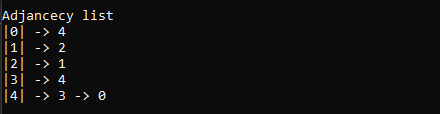 Adjancecy list
|0| -> 4
|1| -> 2
|2| -> 1
|3| -> 4
|4| -> 3 -> 0